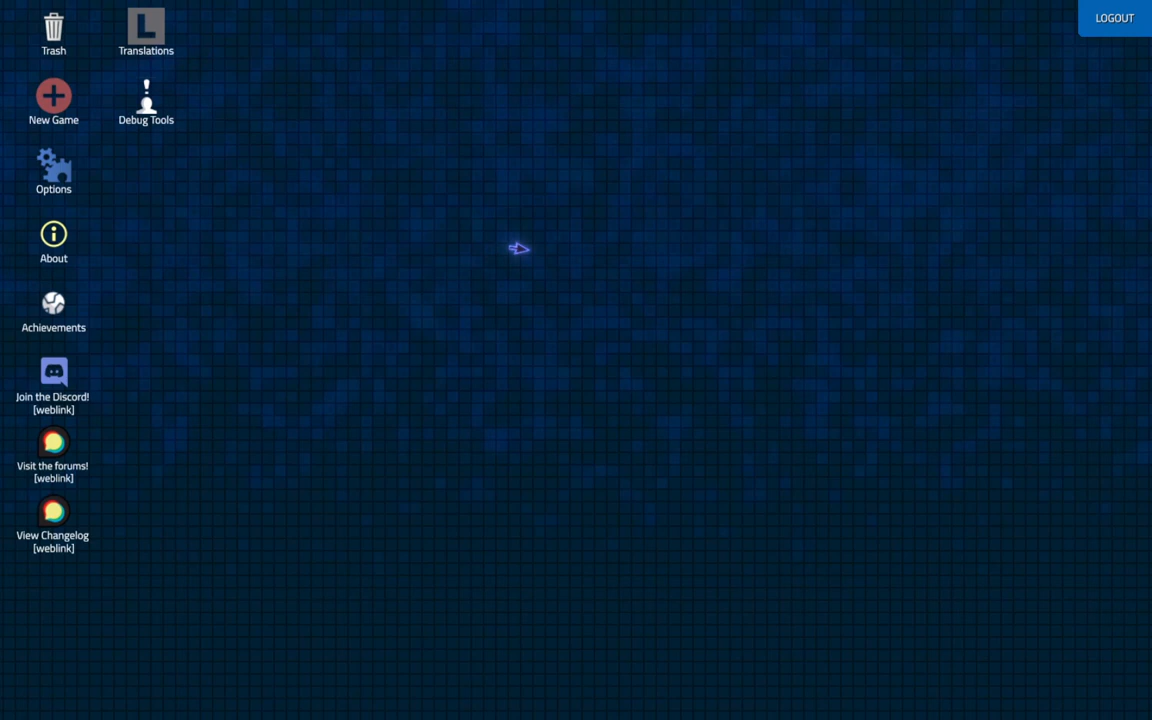 LOGOUT
Trash
Translations
New Game
Debug Tools
Options
About
Achievements
Join the Discord!
[weblink]
Visit the forums!
[weblink]
View Changelog
[weblink]